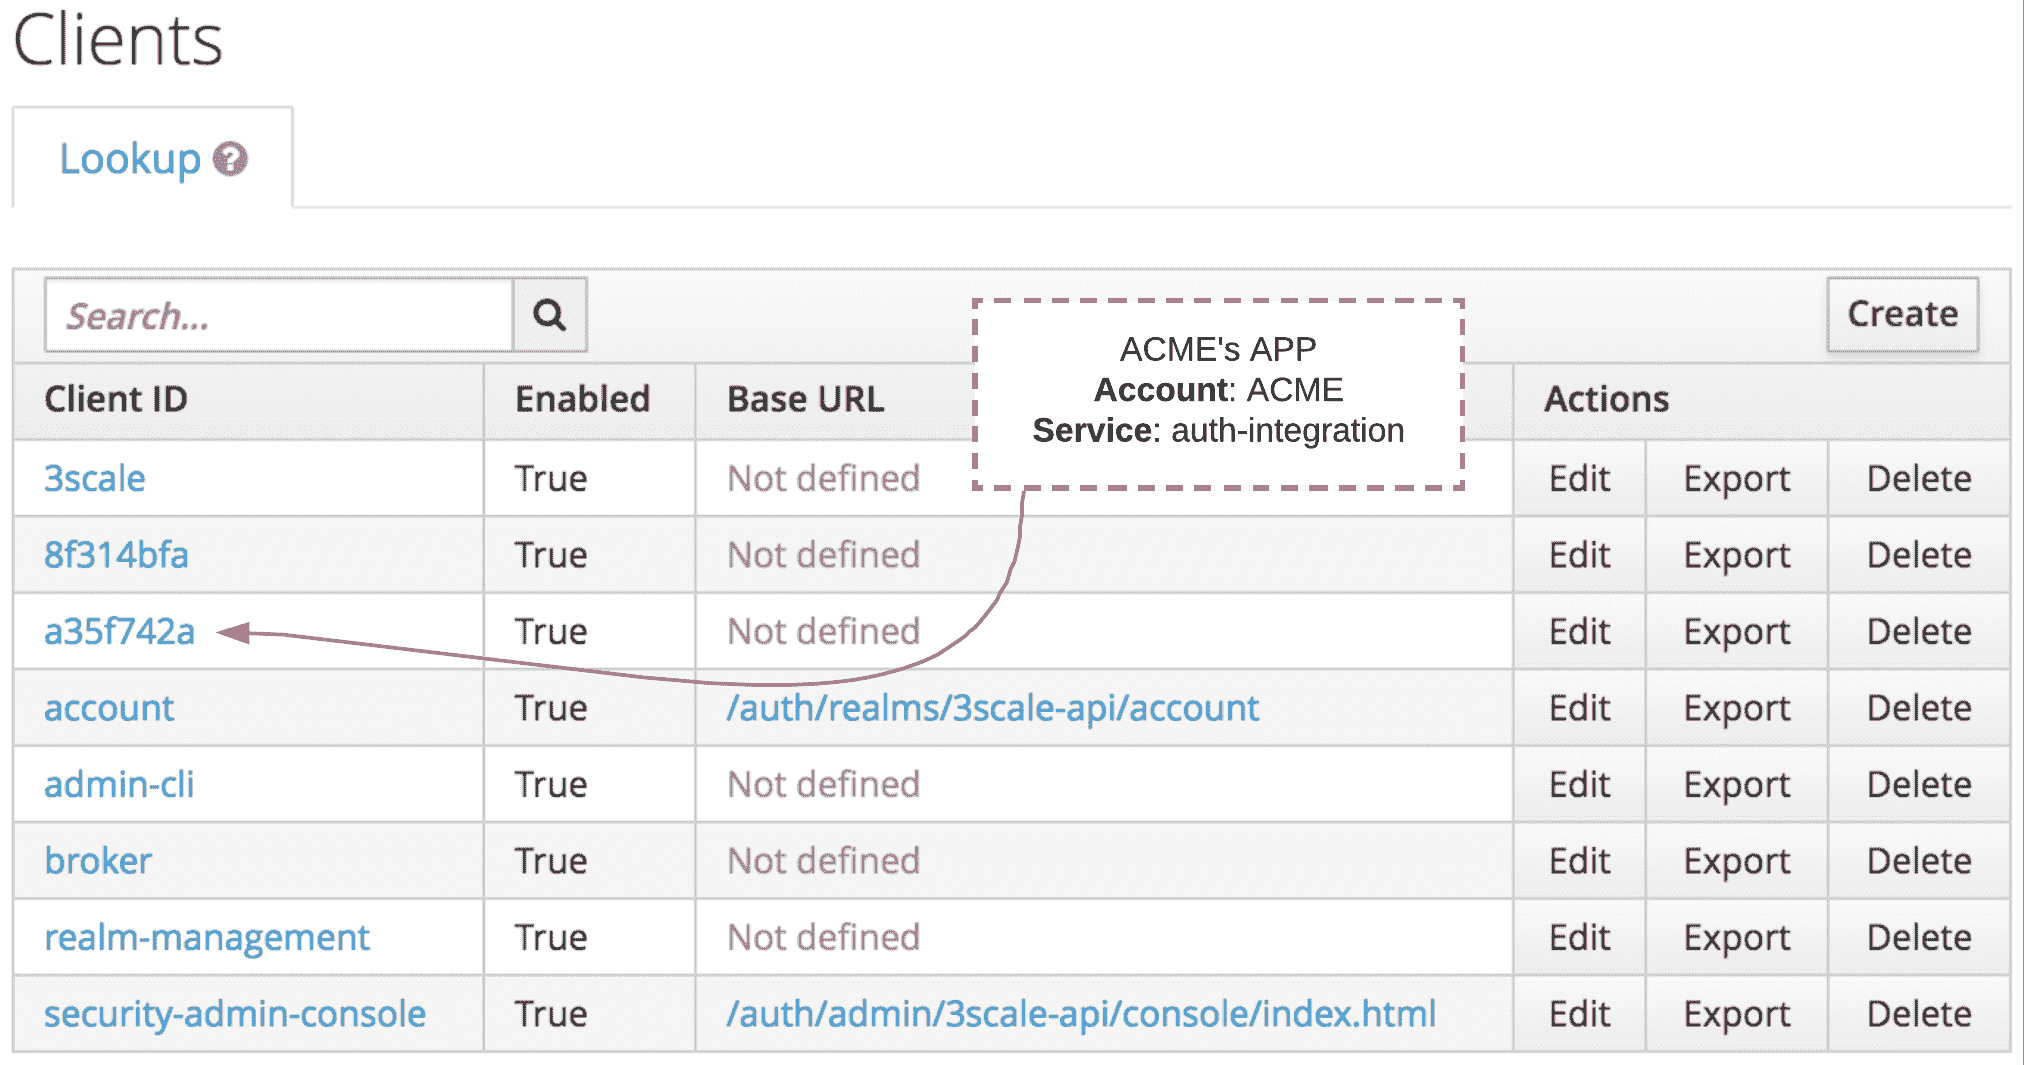 Clients
Lookup
Search...
Create
ACME's APP
Account: ACME
Service: auth-integration
Client ID Enabled Base URL Actions
3scale True Not defined Edit Export Delete
8f314bfa True Not defined Edit Export Delete
a35f742a True Not defined Edit Export Delete
account True /auth/realms/3scale-api/account Edit Export Delete
admin-cli True Not defined Edit Export Delete
broker True Not defined Edit Export Delete
realm-management True Not defined Edit Export Delete
security-admin-console True /auth/admin/3scale-api/console/index.html Edit Export Delete